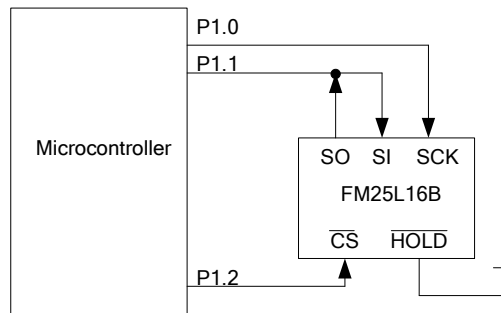 P1.0
P1.1
Microcontroller
SO SI SCK
FM25L16B
CS HOLD
P1.2